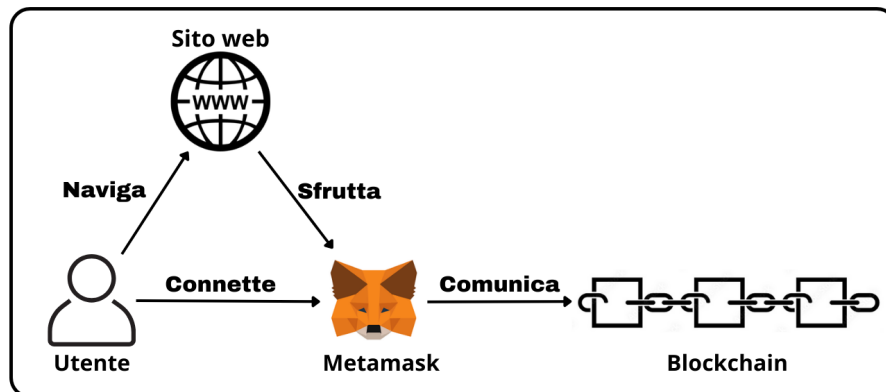 Sito web
WWW
Naviga
Sfrutta
Connette
Comunica
Utente
Metamask
Blockchain